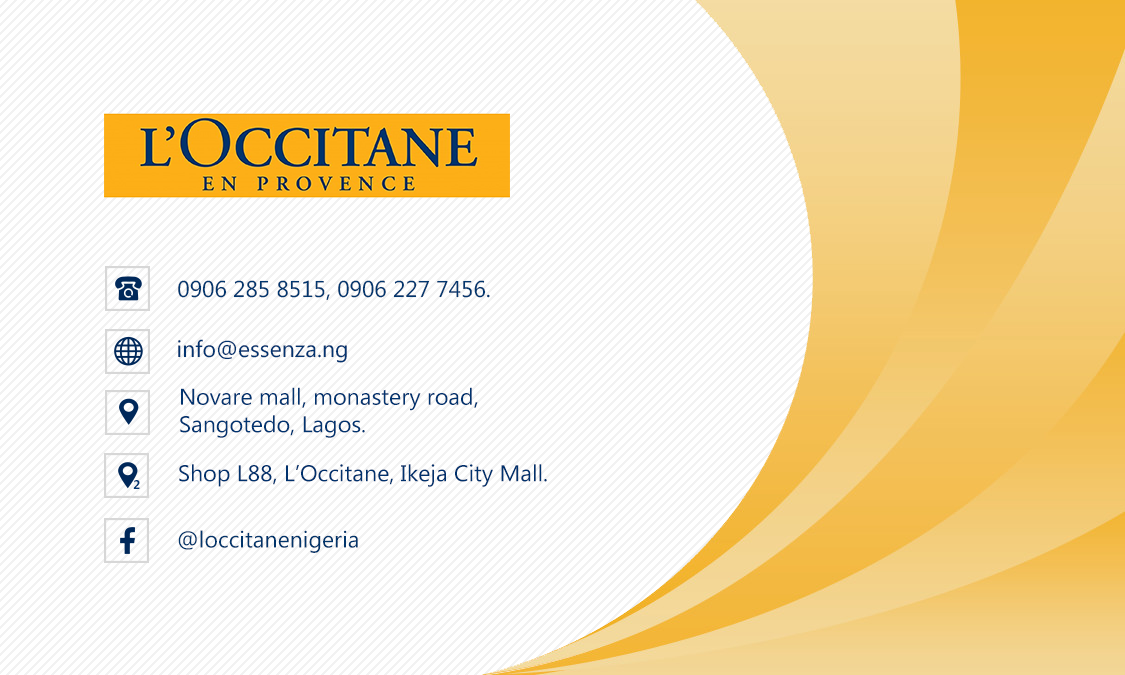 L'OCCITANE
EN PROVENCE
0906 285 8515, 0906 227 7456.
info@essenza.ng
Novare mall, monastery road,
Sangotedo, Lagos.
2
Shop L88, L'Occitane, Ikeja City Mall.
@loccitanenigeria